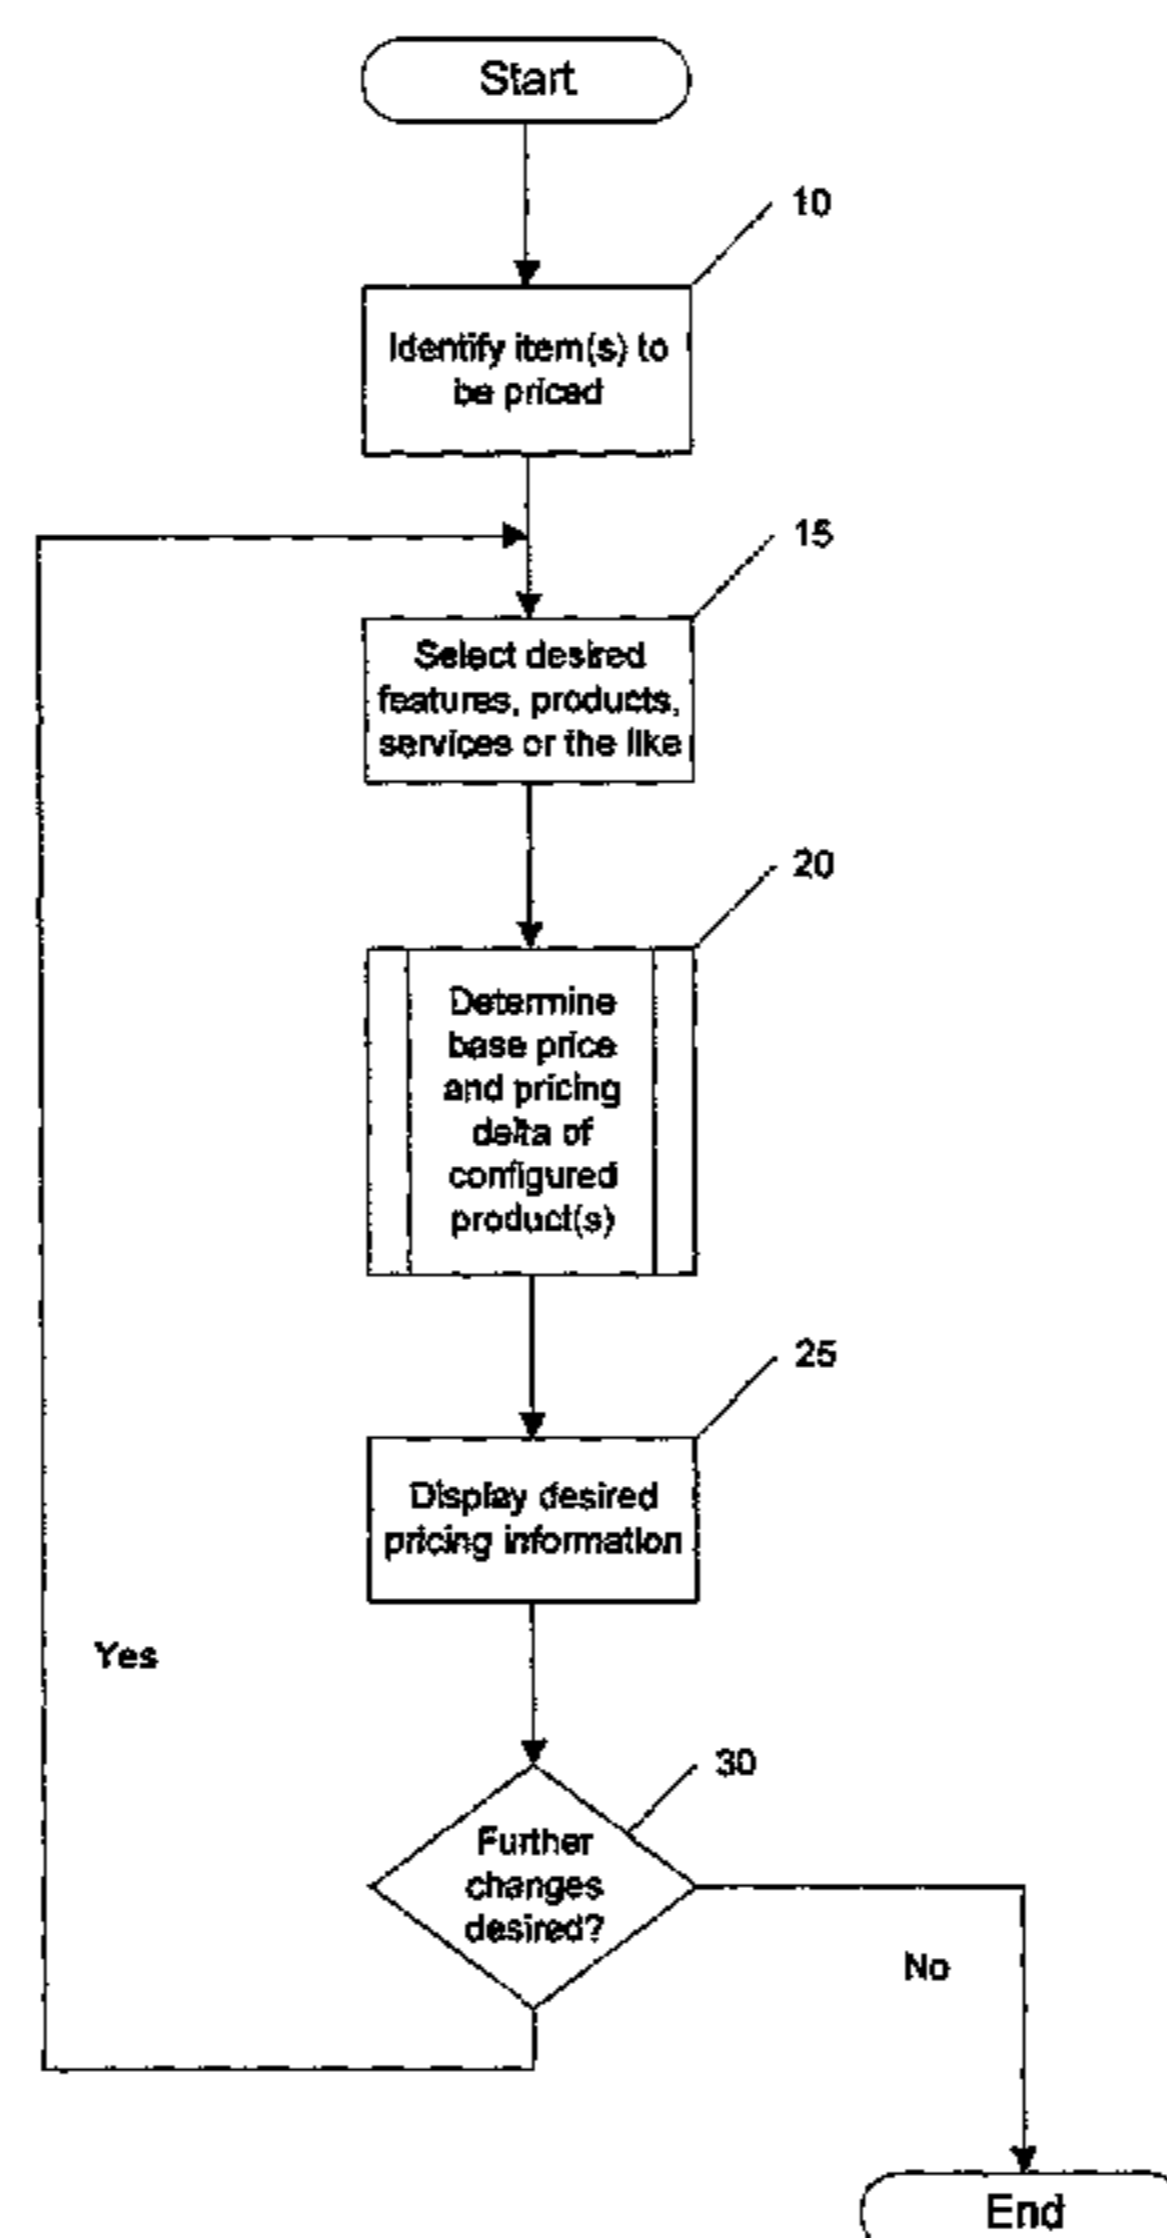 Start
10
Identify item(s) to
be priced
15
Select desired
features, products,
services or the like
20
Determine
base price
and pricing
delta of
configured
product(s)
25
Display desired
pricing information
Yes
30
Further
changes
desired?
No
End